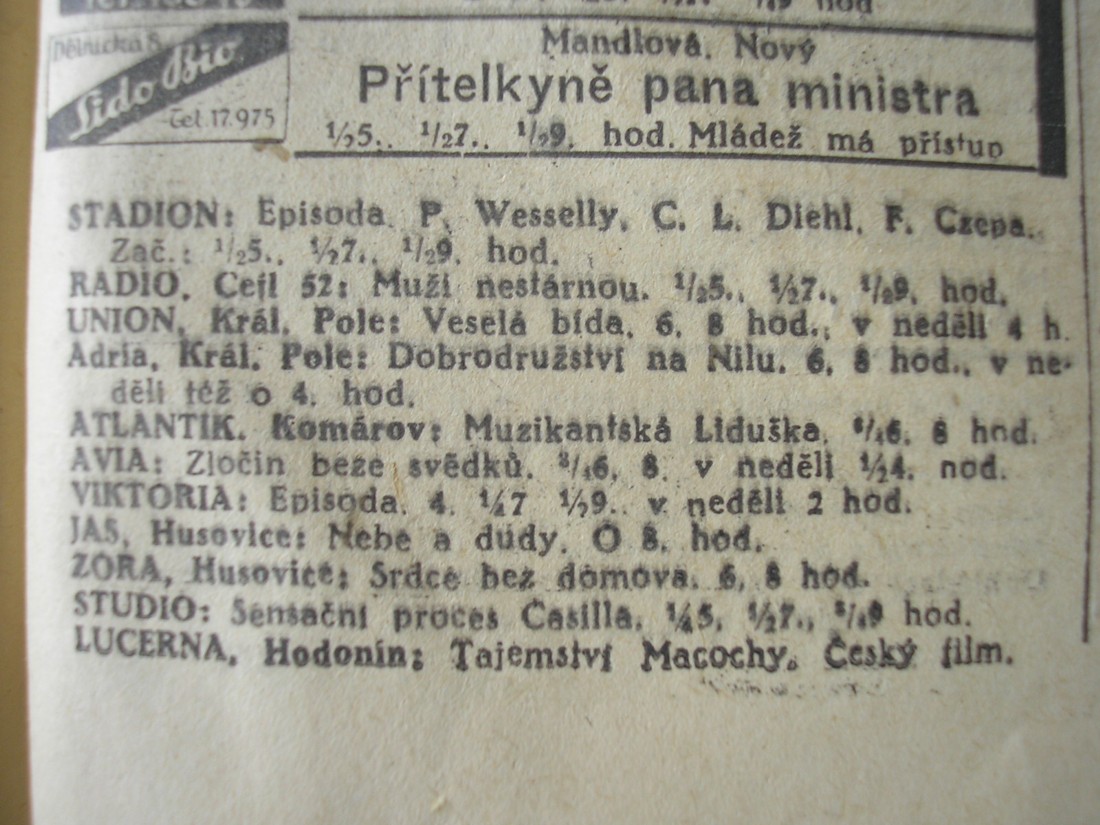 hod
Dělnická 8
Lido Bio
Tel. 17.975
Mandlová, Nový
Přítelkyně pana ministra
½5., ½7., ½9. hod. Mládež má přístup
STADION: Episoda. P. Wesselly, C. L. Diehl, F. Czepa.
Zač.: ½5., ½7., ½9. hod.
RADIO, Cejl 52: Muži nestárnou. ½5., ½7., ½9. hod.
UNION, Král. Pole: Veselá bída. 6, 8 hod., v neděli 4 h.
Adria, Král. Pole: Dobrodružství na Nilu. 6, 8 hod., v ne-
děli též o 4. hod.
ATLANTIK, Komárov: Muzikantská Liduška. 8 hod.
AVIA: Zločin beze svědků. ¾6, 8. v neděli ½4. hod.
VIKTORIA: Episoda. 4. ¼7 ½9., v neděli 2 hod.
JAS, Husovice: Nebe a dudy. O 8. hod.
ZORA, Husovice: Srdce bez domova. 6, 8 hod.
STUDIO: Sensační proces Casilla. ¼5, ½7., ¾9 hod.
LUCERNA, Hodonín: Tajemství Macochy. Český film.